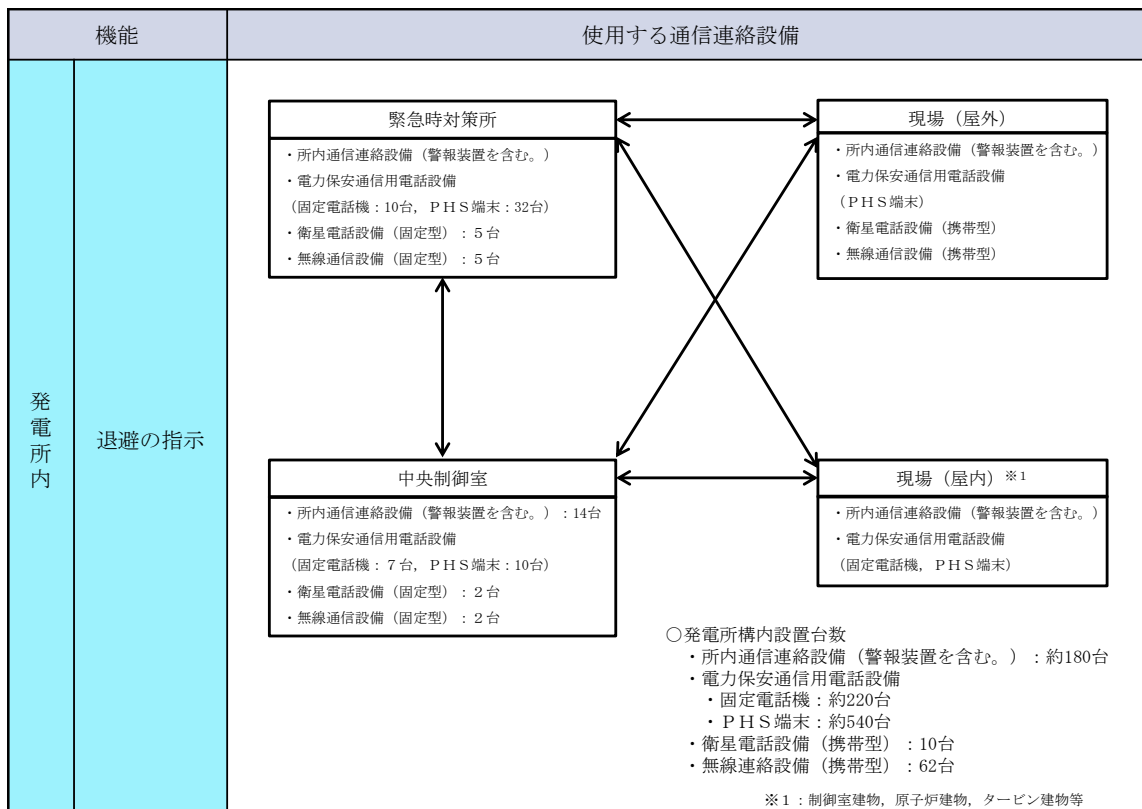 機能
使用する通信連絡設備
発電所内
退避の指示
緊急時対策所
・所内通信連絡設備（警報装置を含む。）
・電力保安通信用電話設備
（固定電話機：10台，ＰＨＳ端末：32台）
・衛星電話設備（固定型）：５台
・無線通信設備（固定型）：５台
現場（屋外）
・所内通信連絡設備（警報装置を含む。）
・電力保安通信用電話設備
（ＰＨＳ端末）
・衛星電話設備（携帯型）
・無線通信設備（携帯型）
中央制御室
・所内通信連絡設備（警報装置を含む。）：14台
・電力保安通信用電話設備
（固定電話機：７台，ＰＨＳ端末：10台）
・衛星電話設備（固定型）：２台
・無線通信設備（固定型）：２台
現場（屋内）※1
・所内通信連絡設備（警報装置を含む。）
・電力保安通信用電話設備
（固定電話機，ＰＨＳ端末）
○発電所構内設置台数
・所内通信連絡設備（警報装置を含む。）：約180台
・電力保安通信用電話設備
・固定電話機：約220台
・ＰＨＳ端末：約540台
・衛星電話設備（携帯型）：10台
・無線連絡設備（携帯型）：62台
※１：制御室建物，原子炉建物，タービン建物等